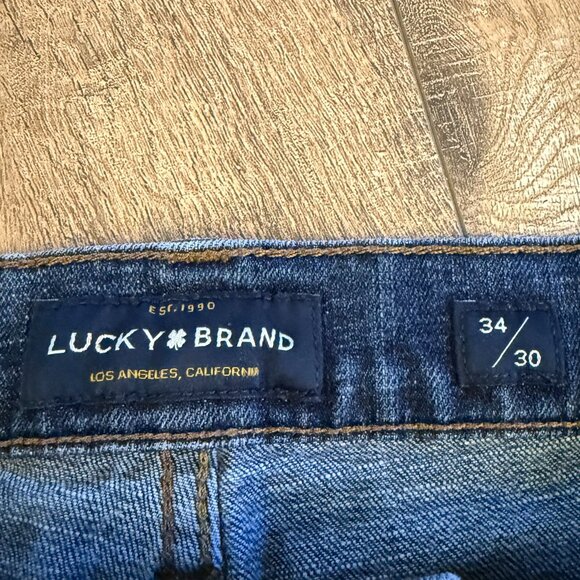 EST. 1990
LUCKY BRAND
LOS ANGELES, CALIFORNIA
34/30